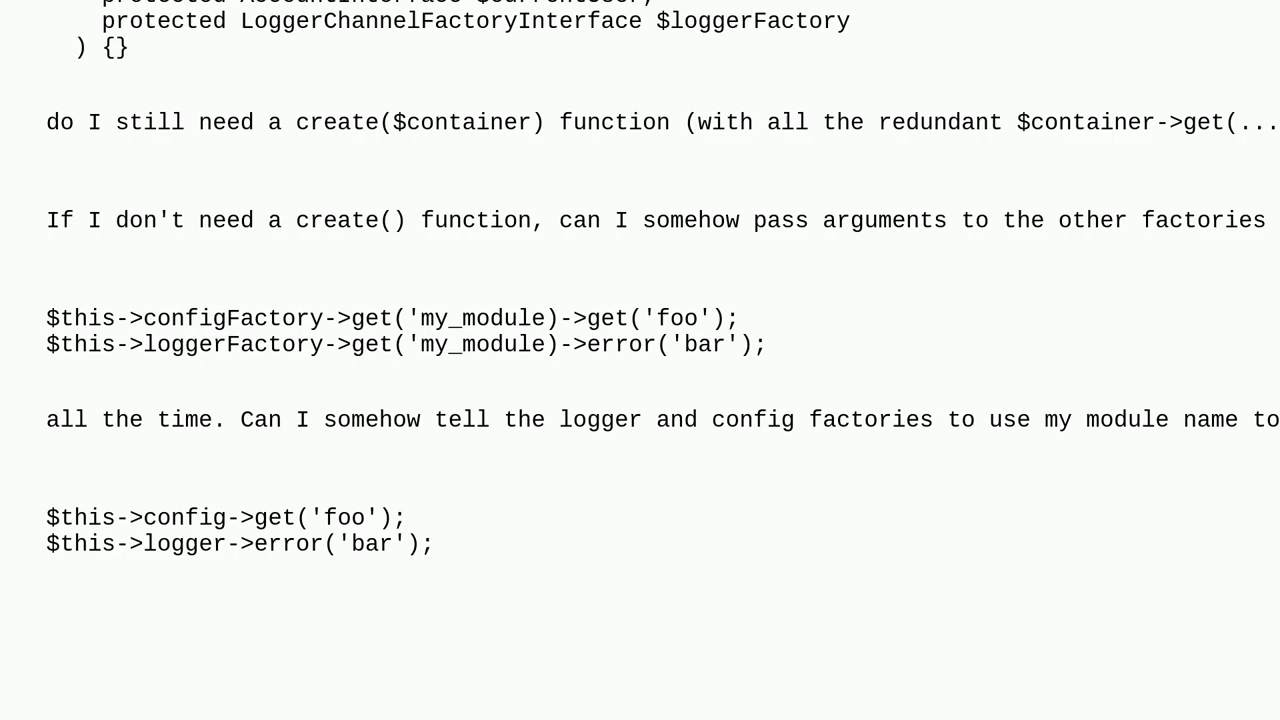 protected AccountInterface $currentUser,
protected LoggerChannelFactoryInterface $loggerFactory
) {}
do I still need a create($container) function (with all the redundant $container->get(...
If I don't need a create() function, can I somehow pass arguments to the other factories
$this->configFactory->get('my_module)->get('foo');
$this->loggerFactory->get('my_module)->error('bar');
all the time. Can I somehow tell the logger and config factories to use my module name to
$this->config->get('foo');
$this->logger->error('bar');